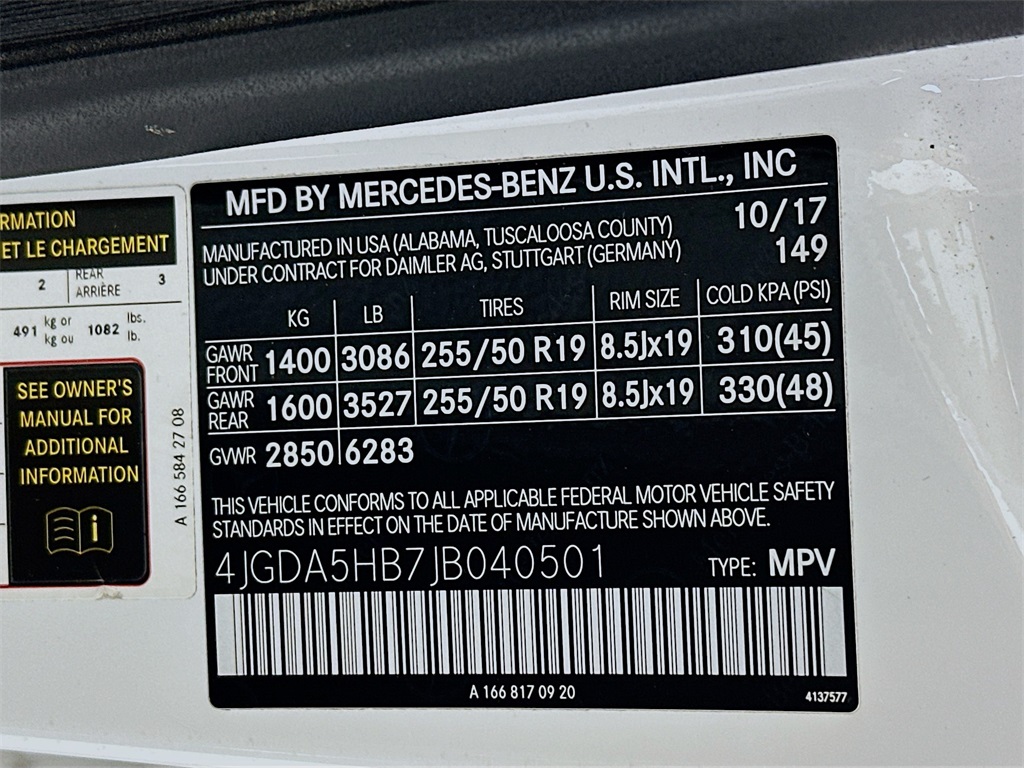 RMATION
ET LE CHARGEMENT
2 REAR ARRIÈRE 3
491 kg or kg ou 1082 lbs. lb.
SEE OWNER'S
MANUAL FOR
ADDITIONAL
INFORMATION
A 166 584 27 08
MFD BY MERCEDES-BENZ U.S. INTL., INC
10/17
MANUFACTURED IN USA (ALABAMA, TUSCALOOSA COUNTY)
UNDER CONTRACT FOR DAIMLER AG, STUTTGART (GERMANY)
149
KG LB TIRES RIM SIZE COLD KPA (PSI)
GAWR FRONT 1400 3086 255/50 R19 8.5Jx19 310(45)
GAWR REAR 1600 3527 255/50 R19 8.5Jx19 330(48)
GVWR 2850 6283
THIS VEHICLE CONFORMS TO ALL APPLICABLE FEDERAL MOTOR VEHICLE SAFETY
STANDARDS IN EFFECT ON THE DATE OF MANUFACTURE SHOWN ABOVE.
4JGDA5HB7JB040501 TYPE: MPV
A 166 817 09 20
4137577